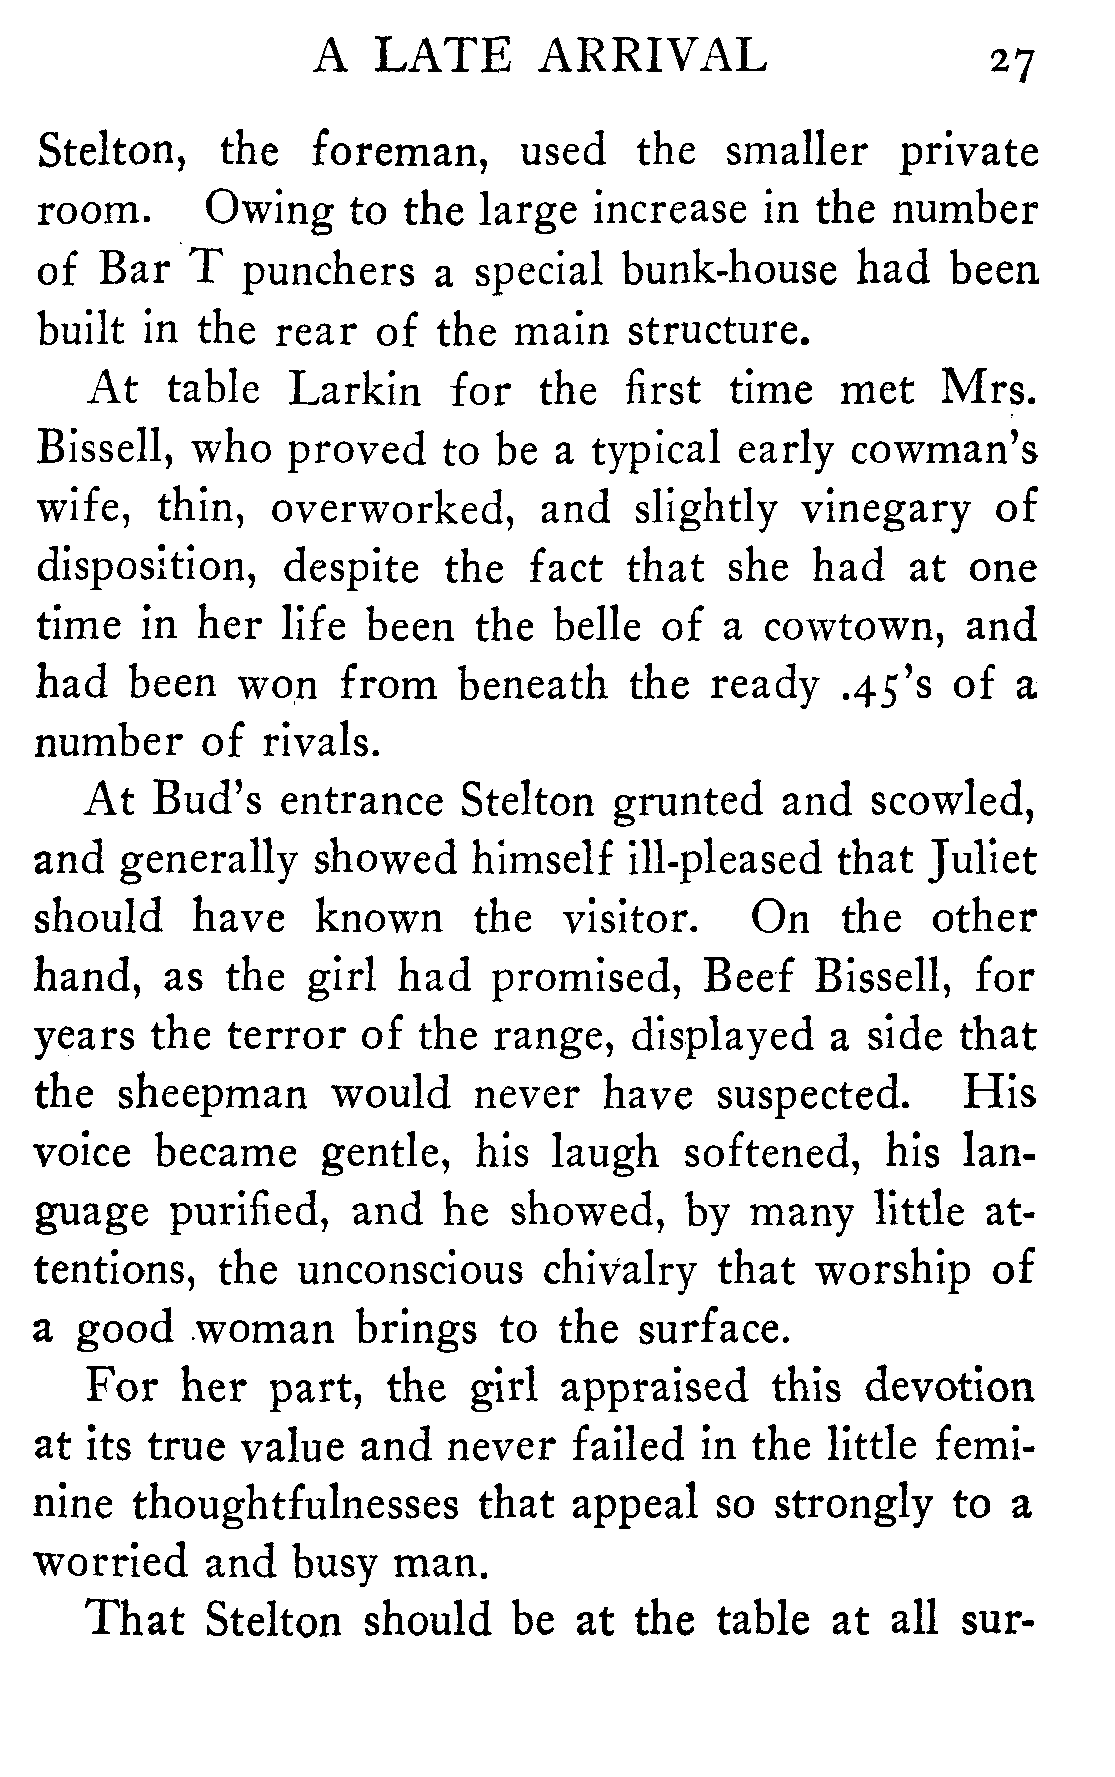 A LATE ARRIVAL 27
Stelton, the foreman, used the smaller private
room. Owing to the large increase in the number
of Bar T punchers a special bunk-house had been
built in the rear of the main structure.
At table Larkin for the first time met Mrs.
Bissell, who proved to be a typical early cowman's
wife, thin, overworked, and slightly vinegary of
disposition, despite the fact that she had at one
time in her life been the belle of a cowtown, and
had been won from beneath the ready .45's of a
number of rivals.
At Bud's entrance Stelton grunted and scowled,
and generally showed himself ill-pleased that Juliet
should have known the visitor. On the other
hand, as the girl had promised, Beef Bissell, for
years the terror of the range, displayed a side that
the sheepman would never have suspected. His
voice became gentle, his laugh softened, his lan-
guage purified, and he showed, by many little at-
tentions, the unconscious chivalry that worship of
a good woman brings to the surface.
For her part, the girl appraised this devotion
at its true value and never failed in the little femi-
nine thoughtfulnesses that appeal so strongly to a
worried and busy man.
That Stelton should be at the table at all sur-